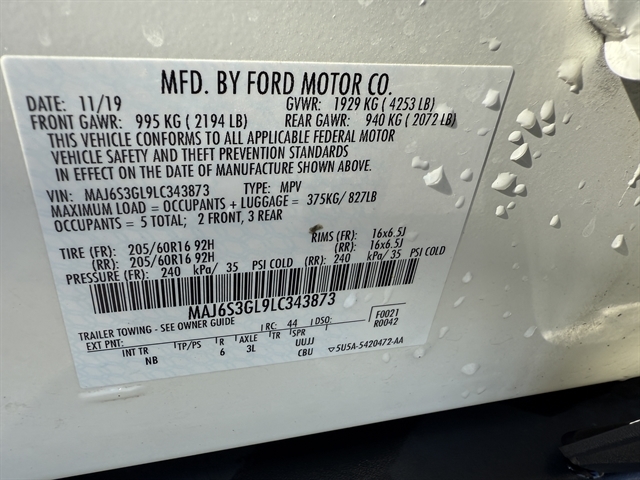 MFD. BY FORD MOTOR CO.
DATE: 11/19 GVWR: 1929 KG (4253 LB)
FRONT GAWR: 995 KG (2194 LB) REAR GAWR: 940 KG (2072 LB)
THIS VEHICLE CONFORMS TO ALL APPLICABLE FEDERAL MOTOR
VEHICLE SAFETY AND THEFT PREVENTION STANDARDS
IN EFFECT ON THE DATE OF MANUFACTURE SHOWN ABOVE.
VIN: MAJ6S3GL9LC343873 TYPE: MPV
MAXIMUM LOAD = OCCUPANTS + LUGGAGE = 375KG/ 827LB
OCCUPANTS = 5 TOTAL; 2 FRONT, 3 REAR
TIRE (FR): 205/60R16 92H RIMS (FR): 16x6.5J
(RR): 205/60R16 92H (RR): 16x6.5J
PRESSURE (FR): 240 kPa/ 35 PSI COLD (RR): 240 kPa/ 35 PSI COLD
MAJ6S3GL9LC343873
TRAILER TOWING - SEE OWNER GUIDE
EXT PNT: RC: 44 DSO: F0021
R0042
INT TR TP/PS R AXLE TR SPR
NB 6 3L UUJJ
CBU ▽5U5A-5420472-AA